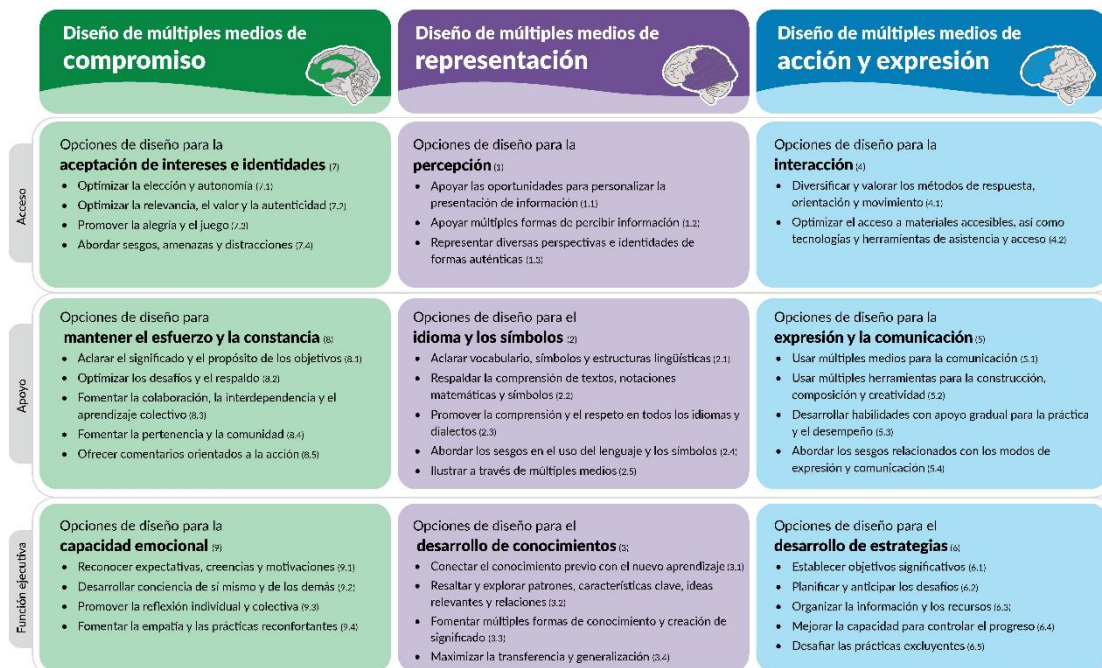 Diseño de múltiples medios de
compromiso
Diseño de múltiples medios de
representación
Diseño de múltiples medios de
acción y expresión
Acceso
Opciones de diseño para la
aceptación de intereses e identidades (7)
• Optimizar la elección y autonomía (7.1)
• Optimizar la relevancia, el valor y la autenticidad (7.2)
• Promover la alegría y el juego (7.3)
• Abordar sesgos, amenazas y distracciones (7.4)
Opciones de diseño para la
percepción (1)
• Apoyar las oportunidades para personalizar la
presentación de información (1.1)
• Apoyar múltiples formas de percibir información (1.2)
• Representar diversas perspectivas e identidades de
formas auténticas (1.3)
Opciones de diseño para la
interacción (4)
• Diversificar y valorar los métodos de respuesta,
orientación y movimiento (4.1)
• Optimizar el acceso a materiales accesibles, así como
tecnologías y herramientas de asistencia y acceso (4.2)
Apoyo
Opciones de diseño para
mantener el esfuerzo y la constancia (8)
• Aclarar el significado y el propósito de los objetivos (8.1)
• Optimizar los desafíos y el respaldo (8.2)
• Fomentar la colaboración, la interdependencia y el
aprendizaje colectivo (8.3)
• Fomentar la pertenencia y la comunidad (8.4)
• Ofrecer comentarios orientados a la acción (8.5)
Opciones de diseño para el
idioma y los símbolos (2)
• Aclarar vocabulario, símbolos y estructuras lingüísticas (2.1)
• Respaldar la comprensión de textos, notaciones
matemáticas y símbolos (2.2)
• Promover la comprensión y el respeto en todos los idiomas y
dialectos (2.3)
• Abordar los sesgos en el uso del lenguaje y los símbolos (2.4)
• Ilustrar a través de múltiples medios (2.5)
Opciones de diseño para la
expresión y la comunicación (5)
• Usar múltiples medios para la comunicación (5.1)
• Usar múltiples herramientas para la construcción,
composición y creatividad (5.2)
• Desarrollar habilidades con apoyo gradual para la práctica
y el desempeño (5.3)
• Abordar los sesgos relacionados con los modos de
expresión y comunicación (5.4)
Función ejecutiva
Opciones de diseño para la
capacidad emocional (9)
• Reconocer expectativas, creencias y motivaciones (9.1)
• Desarrollar conciencia de sí mismo y de los demás (9.2)
• Promover la reflexión individual y colectiva (9.3)
• Fomentar la empatía y las prácticas reconfortantes (9.4)
Opciones de diseño para el
desarrollo de conocimientos (3)
• Conectar el conocimiento previo con el nuevo aprendizaje (3.1)
• Resaltar y explorar patrones, características clave, ideas
relevantes y relaciones (3.2)
• Fomentar múltiples formas de conocimiento y creación de
significado (3.3)
• Maximizar la transferencia y generalización (3.4)
Opciones de diseño para el
desarrollo de estrategias (6)
• Establecer objetivos significativos (6.1)
• Planificar y anticipar los desafíos (6.2)
• Organizar la información y los recursos (6.3)
• Mejorar la capacidad para controlar el progreso (6.4)
• Desafiar las prácticas excluyentes (6.5)